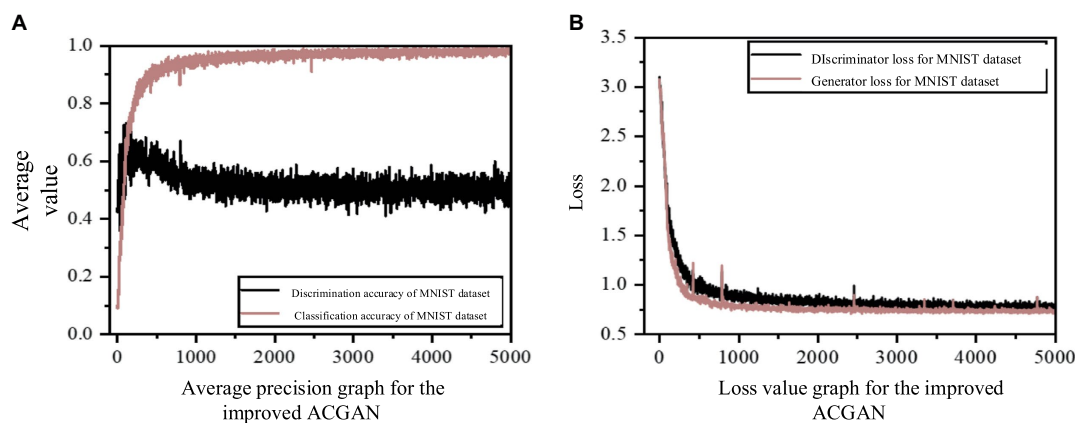 A
Average
value
1.0
0.8
0.6
0.4
0.2
0.0
0
1000
2000
3000
4000
5000
Discrimination accuracy of MNIST dataset
Classification accuracy of MNIST dataset
Average precision graph for the
improved ACGAN
B
Loss
3.5
3.0
2.5
2.0
1.5
1.0
0.5
0
1000
2000
3000
4000
5000
DIscriminator loss for MNIST dataset
Generator loss for MNIST dataset
Loss value graph for the improved
ACGAN